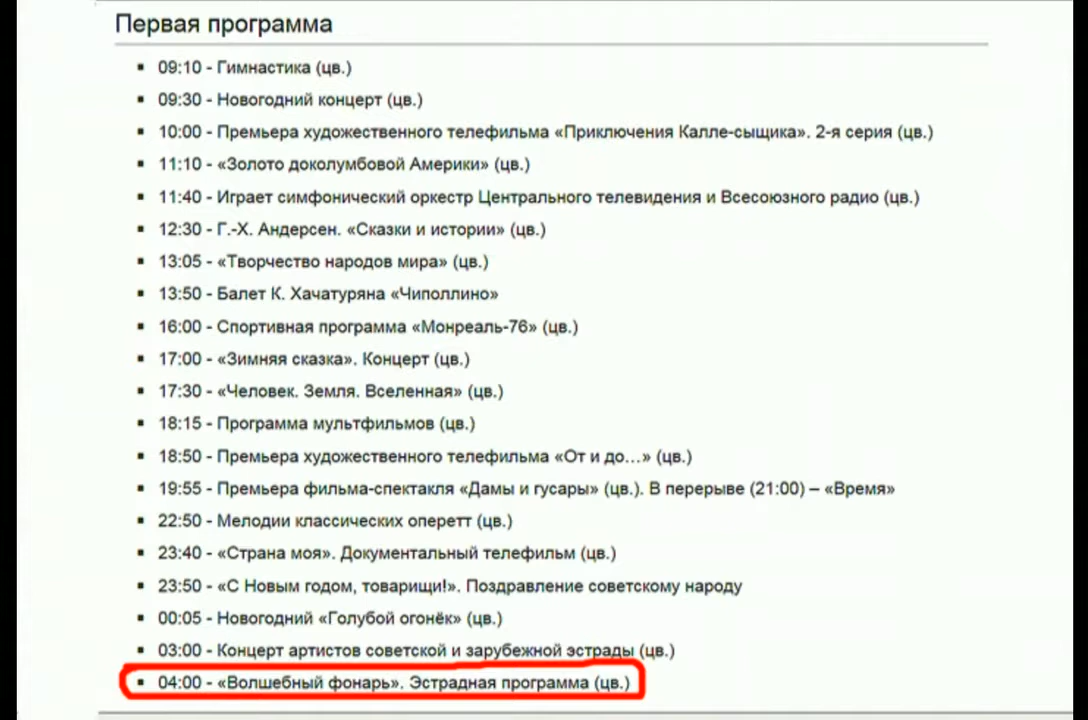 Первая программа
▪ 09:10 - Гимнастика (цв.)
▪ 09:30 - Новогодний концерт (цв.)
▪ 10:00 - Премьера художественного телефильма «Приключения Калле-сыщика». 2-я серия (цв.)
▪ 11:10 - «Золото доколумбовой Америки» (цв.)
▪ 11:40 - Играет симфонический оркестр Центрального телевидения и Всесоюзного радио (цв.)
▪ 12:30 - Г.-Х. Андерсен. «Сказки и истории» (цв.)
▪ 13:05 - «Творчество народов мира» (цв.)
▪ 13:50 - Балет К. Хачатуряна «Чиполлино»
▪ 16:00 - Спортивная программа «Монреаль-76» (цв.)
▪ 17:00 - «Зимняя сказка». Концерт (цв.)
▪ 17:30 - «Человек. Земля. Вселенная» (цв.)
▪ 18:15 - Программа мультфильмов (цв.)
▪ 18:50 - Премьера художественного телефильма «От и до...» (цв.)
▪ 19:55 - Премьера фильма-спектакля «Дамы и гусары» (цв.). В перерыве (21:00) – «Время»
▪ 22:50 - Мелодии классических оперетт (цв.)
▪ 23:40 - «Страна моя». Документальный телефильм (цв.)
▪ 23:50 - «С Новым годом, товарищи!». Поздравление советскому народу
▪ 00:05 - Новогодний «Голубой огонёк» (цв.)
▪ 03:00 - Концерт артистов советской и зарубежной эстрады (цв.)
▪ 04:00 - «Волшебный фонарь». Эстрадная программа (цв.)